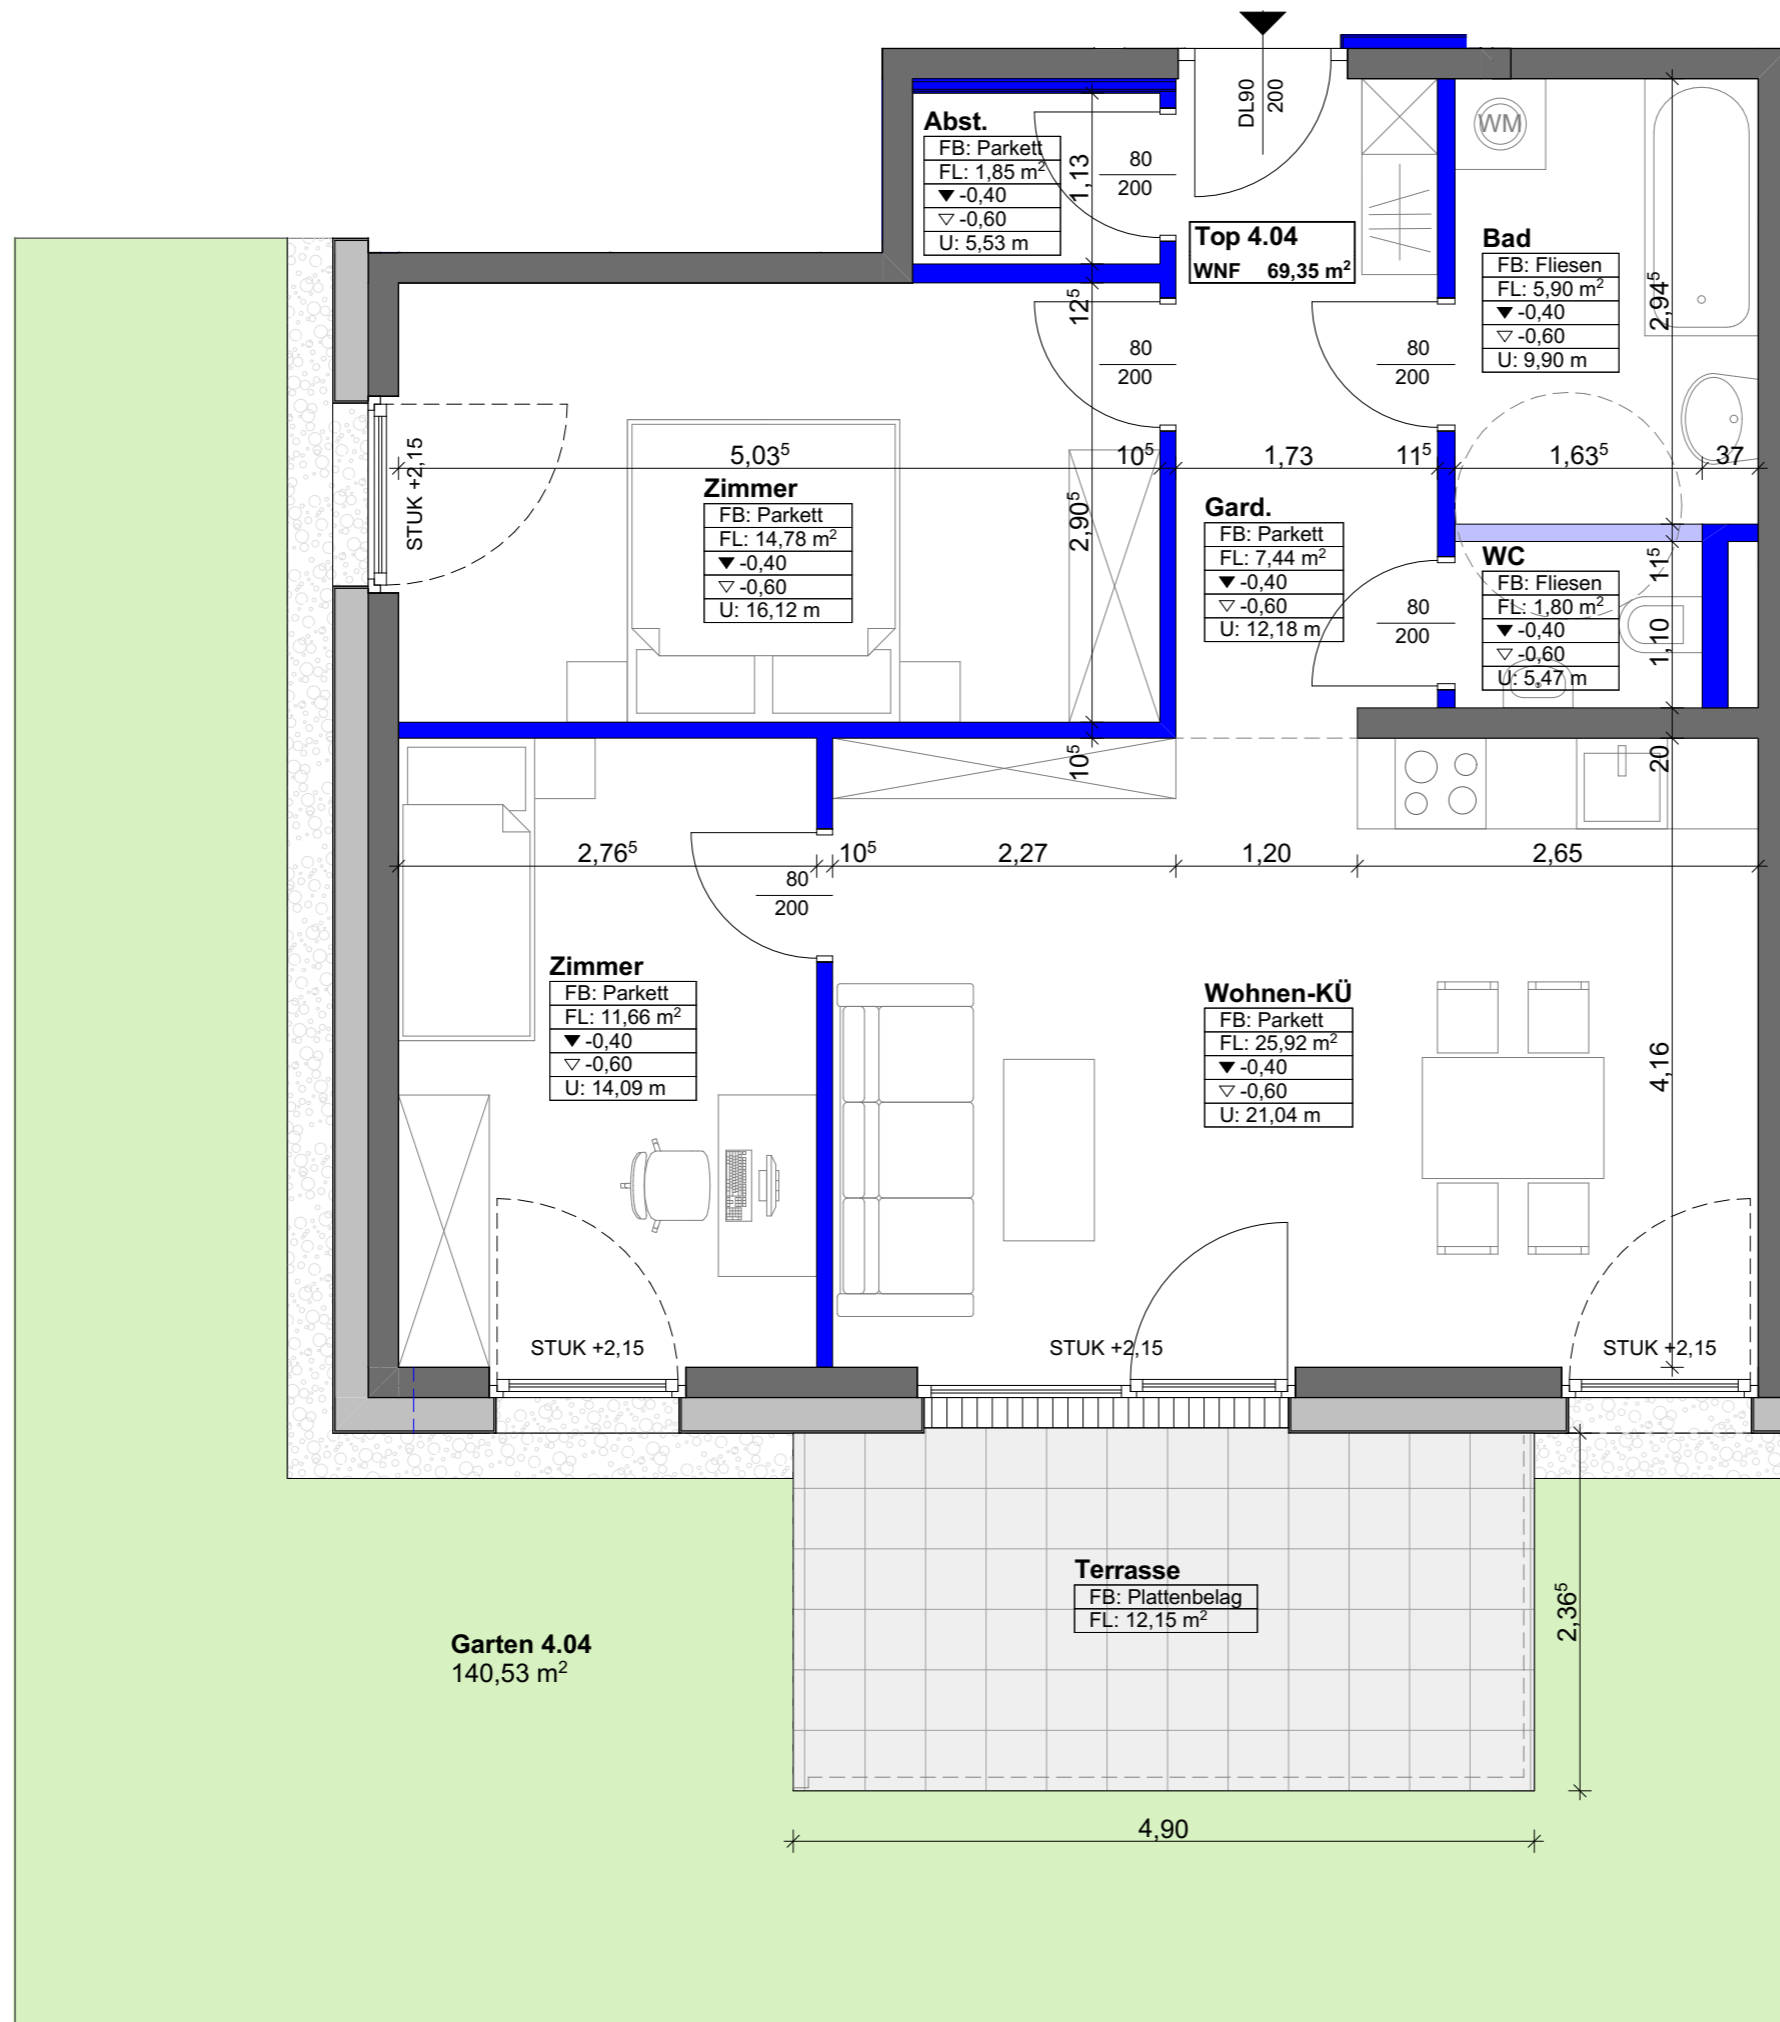 DL90
200
Abst.
FB: Parkett
FL: 1,85 m²
▼ -0,40
▽ -0,60
U: 5,53 m
1,13
80
200
Top 4.04
WNF 69,35 m²
WM
Bad
FB: Fliesen
FL: 5,90 m²
▼ -0,40
▽ -0,60
U: 9,90 m
2,94⁵
12⁵
80
200
80
200
STUK +2,15
5,03⁵
10⁵
1,73
11⁵
1,63⁵
37
Zimmer
FB: Parkett
FL: 14,78 m²
▼ -0,40
▽ -0,60
U: 16,12 m
2,90⁵
Gard.
FB: Parkett
FL: 7,44 m²
▼ -0,40
▽ -0,60
U: 12,18 m
80
200
WC
FB: Fliesen
FL: 1,80 m²
▼ -0,40
▽ -0,60
U: 5,47 m
11⁵
1,10
10⁵
20
2,76⁵
10⁵
2,27
1,20
2,65
80
200
Zimmer
FB: Parkett
FL: 11,66 m²
▼ -0,40
▽ -0,60
U: 14,09 m
Wohnen-KÜ
FB: Parkett
FL: 25,92 m²
▼ -0,40
▽ -0,60
U: 21,04 m
4,16
STUK +2,15
STUK +2,15
STUK +2,15
Terrasse
FB: Plattenbelag
FL: 12,15 m²
2,36⁵
Garten 4.04
140,53 m²
4,90